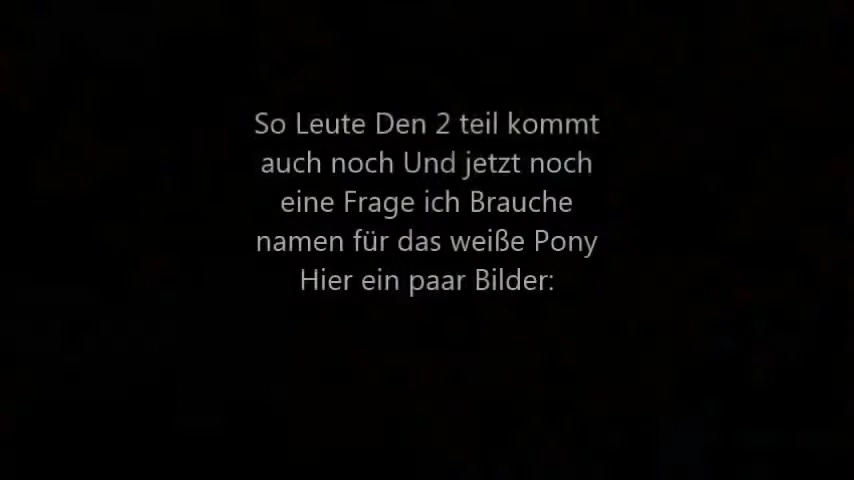 So Leute Den 2 teil kommt
auch noch Und jetzt noch
eine Frage ich Brauche
namen für das weiße Pony
Hier ein paar Bilder: